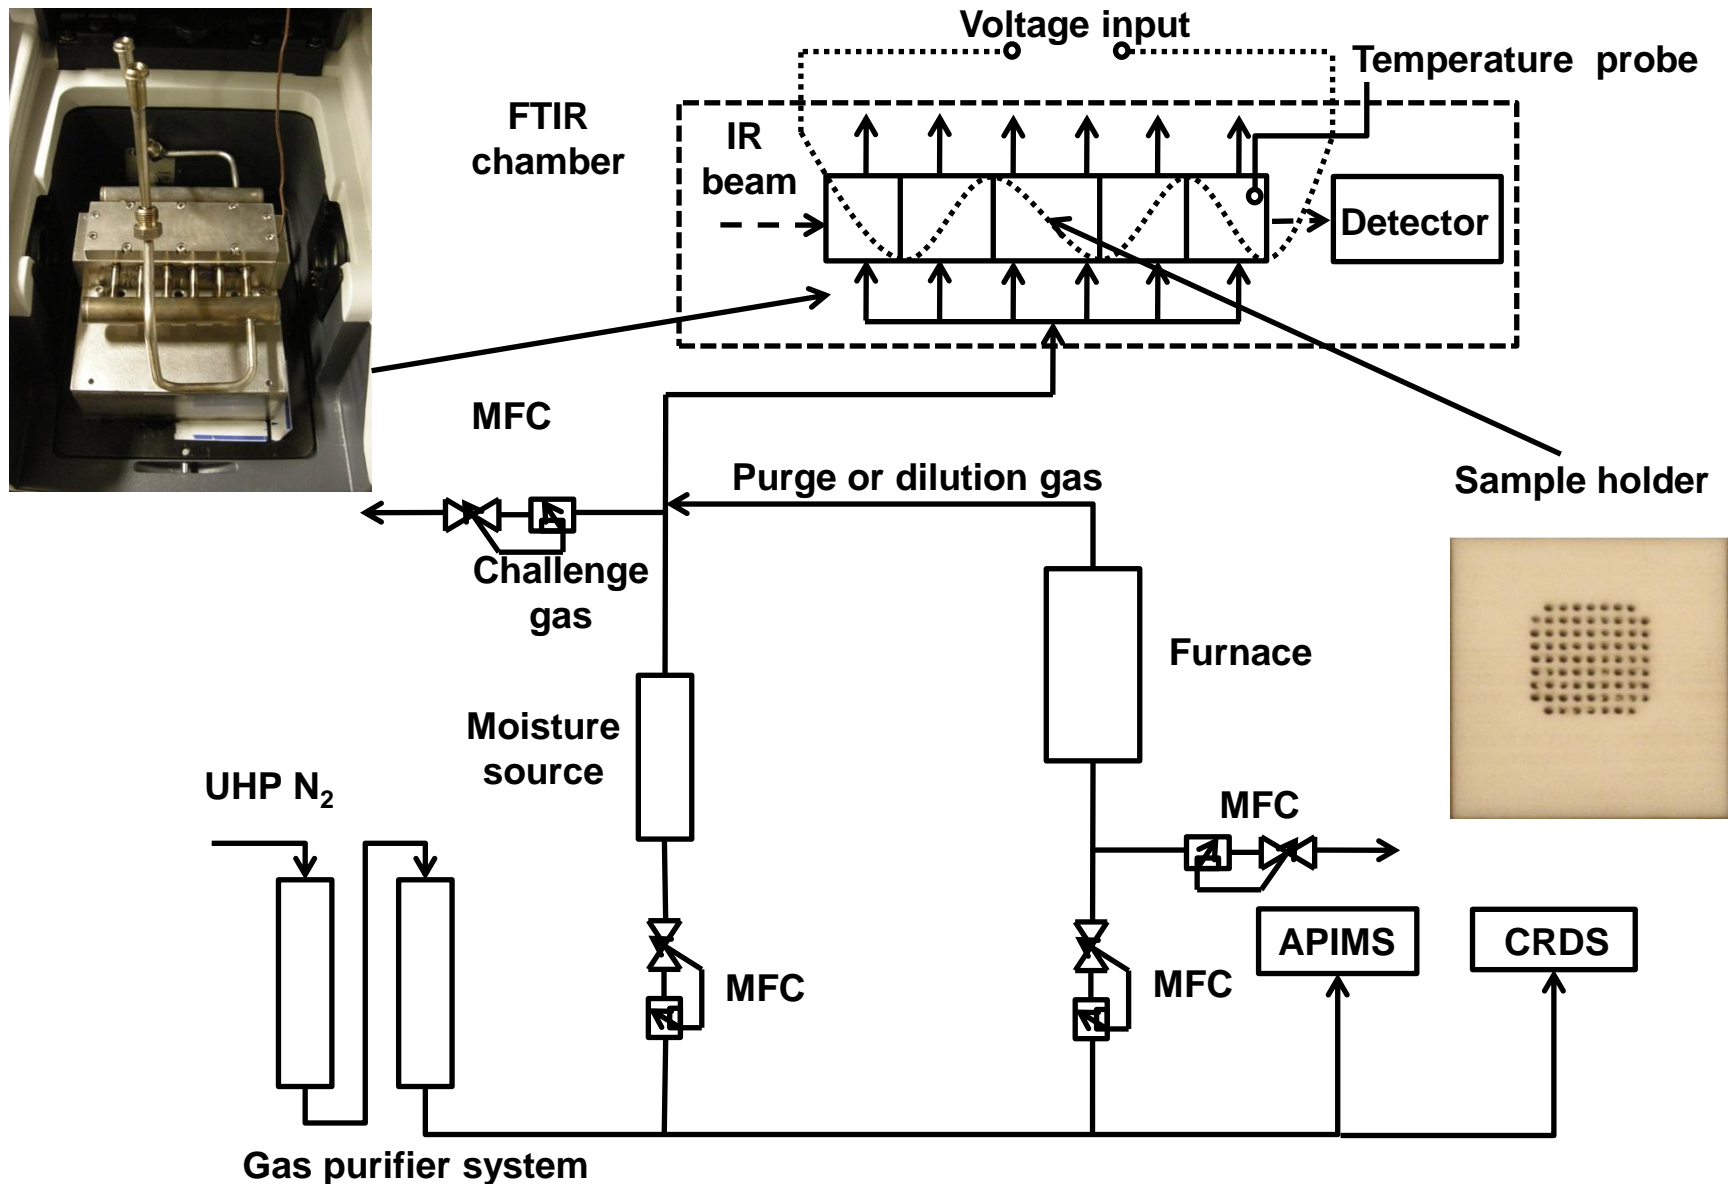 Voltage input
Temperature probe
FTIR
chamber
IR
beam
Detector
MFC
Purge or dilution gas
Sample holder
Challenge
gas
Furnace
Moisture
source
UHP N₂
MFC
APIMS
CRDS
MFC
MFC
Gas purifier system